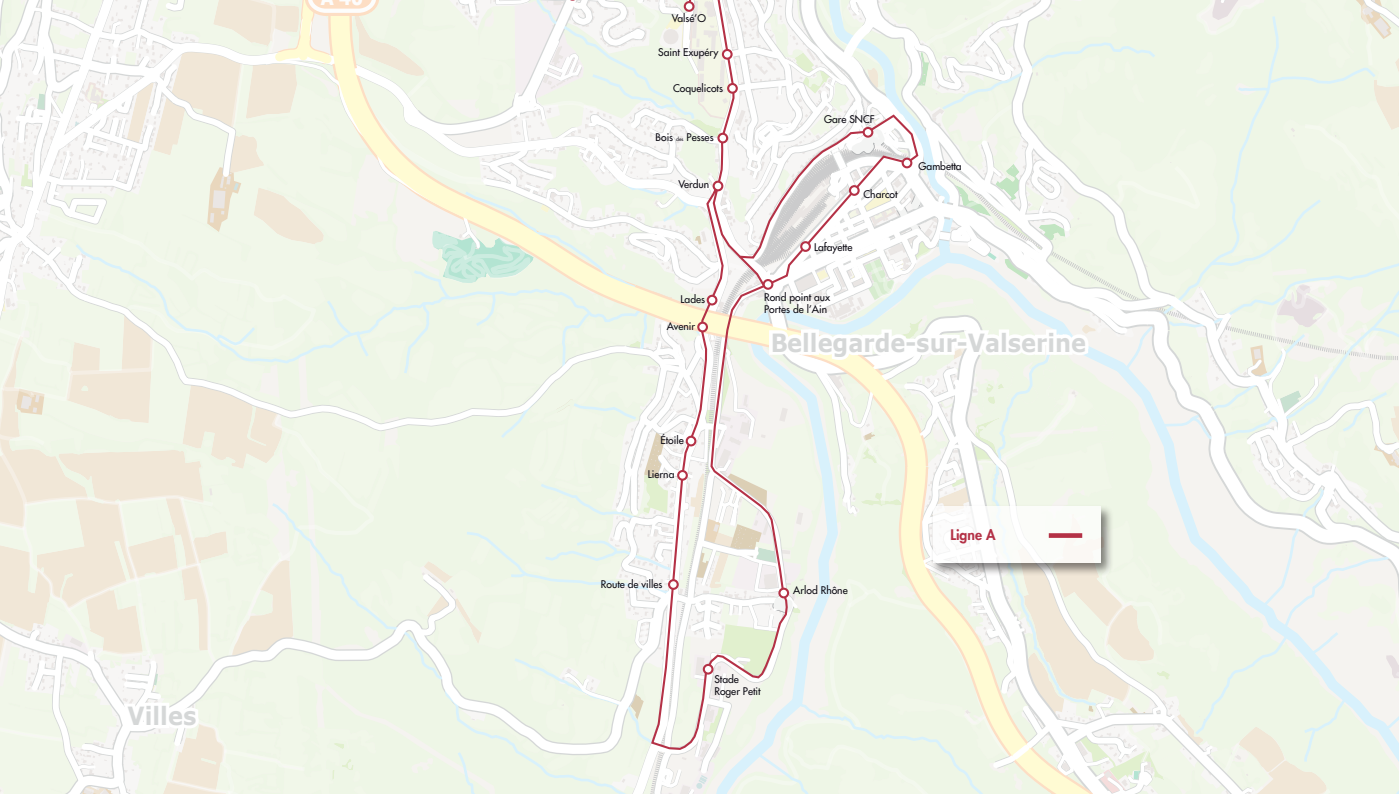 A 40
Valsé'O
Saint Exupéry
Coquelicots
Gare SNCF
Bois des Pesses
Gambetta
Verdun
Charcot
Lafayette
Lades
Rond point aux
Portes de l'Ain
Avenir
Bellegarde-sur-Valserine
Étoile
Lierna
Ligne A
Route de villes
Arlod Rhône
Stade
Roger Petit
Villes